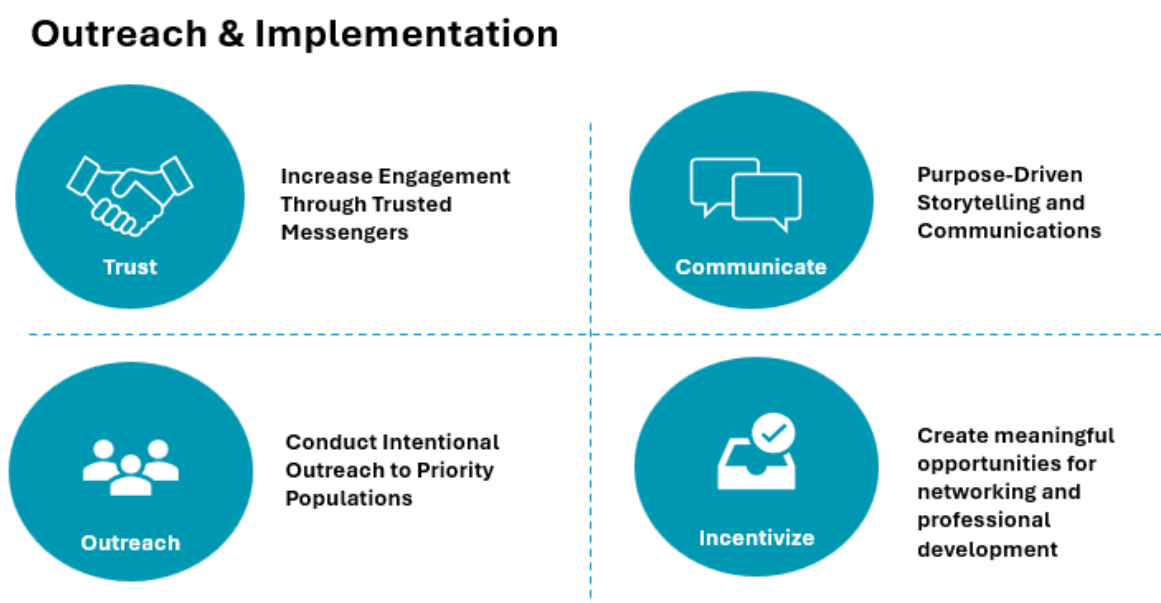 Outreach & Implementation
Trust
Increase Engagement
Through Trusted
Messengers
Communicate
Purpose-Driven
Storytelling and
Communications
Outreach
Conduct Intentional
Outreach to Priority
Populations
Incentivize
Create meaningful
opportunities for
networking and
professional
development